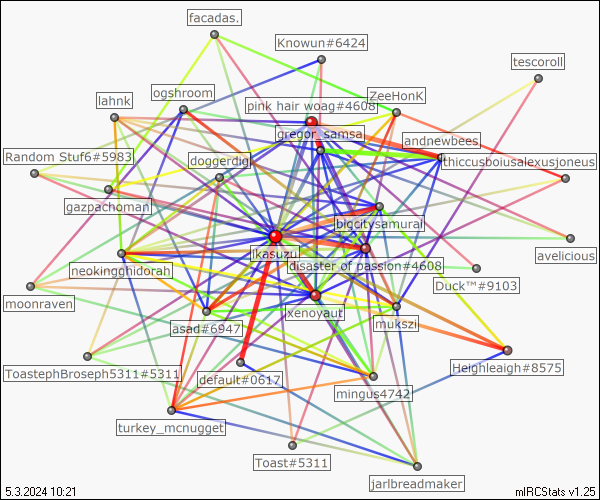 facadas.
Knowun#6424
tescoroll
ogshroom
ZeeHonK
lahnk
pink hair woag#4608
gregor_samsa
andnewbees
Random Stuf6#5983
doggerdig
thiccusboiusalexusjoneus
gazpachoman
bigcitysamurai
jkasuzu
avelicious
neokingghidorah
disaster of passion#4608
Duck™#9103
moonraven
xenoyaut
asad#6947
mukszi
ToastephBroseph5311#5311
default#0617
Heighleagh#8575
mingus4742
turkey_mcnugget
Toast#5311
jarlbreadmaker
5.3.2024 10:21
mIRCStats v1.25